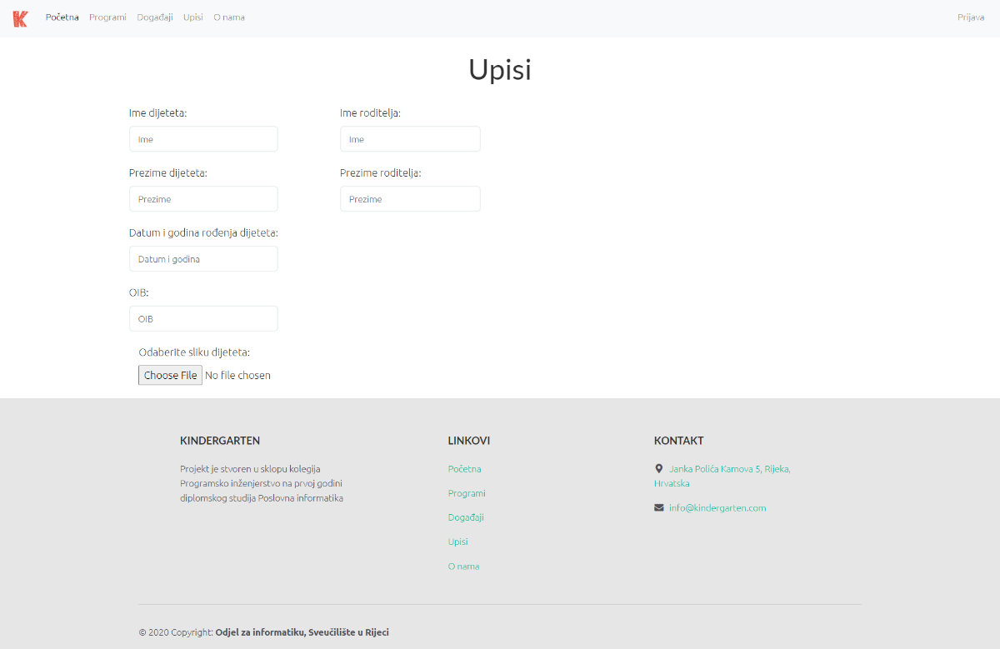 K
Početna Programi Događaji Upisi O nama Prijava
Upisi
Ime dijeteta:
Ime
Prezime dijeteta:
Prezime
Datum i godina rođenja dijeteta:
Datum i godina
OIB:
OIB
Odaberite sliku dijeteta:
Choose File No file chosen
Ime roditelja:
Ime
Prezime roditelja:
Prezime
KINDERGARTEN
Projekt je stvoren u sklopu kolegija
Programsko inženjerstvo na prvoj godini
diplomskog studija Poslovna informatika
LINKOVI
Početna
Programi
Događaji
Upisi
O nama
KONTAKT
Janka Polića Kamova 5, Rijeka,
Hrvatska
info@kindergarten.com
© 2020 Copyright: Odjel za informatiku, Sveučilište u Rijeci